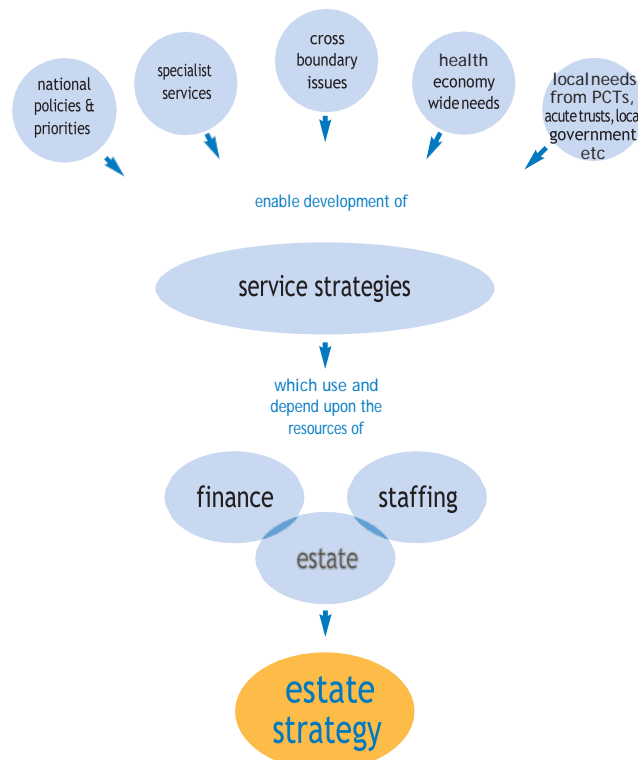 national
policies &
priorities
specialist
services
cross
boundary
issues
health
economy
wide needs
local needs
from PCTs,
acute trusts, loca
government
etc
enable development of
service strategies
which use and
depend upon the
resources of
finance
staffing
estate
estate
strategy